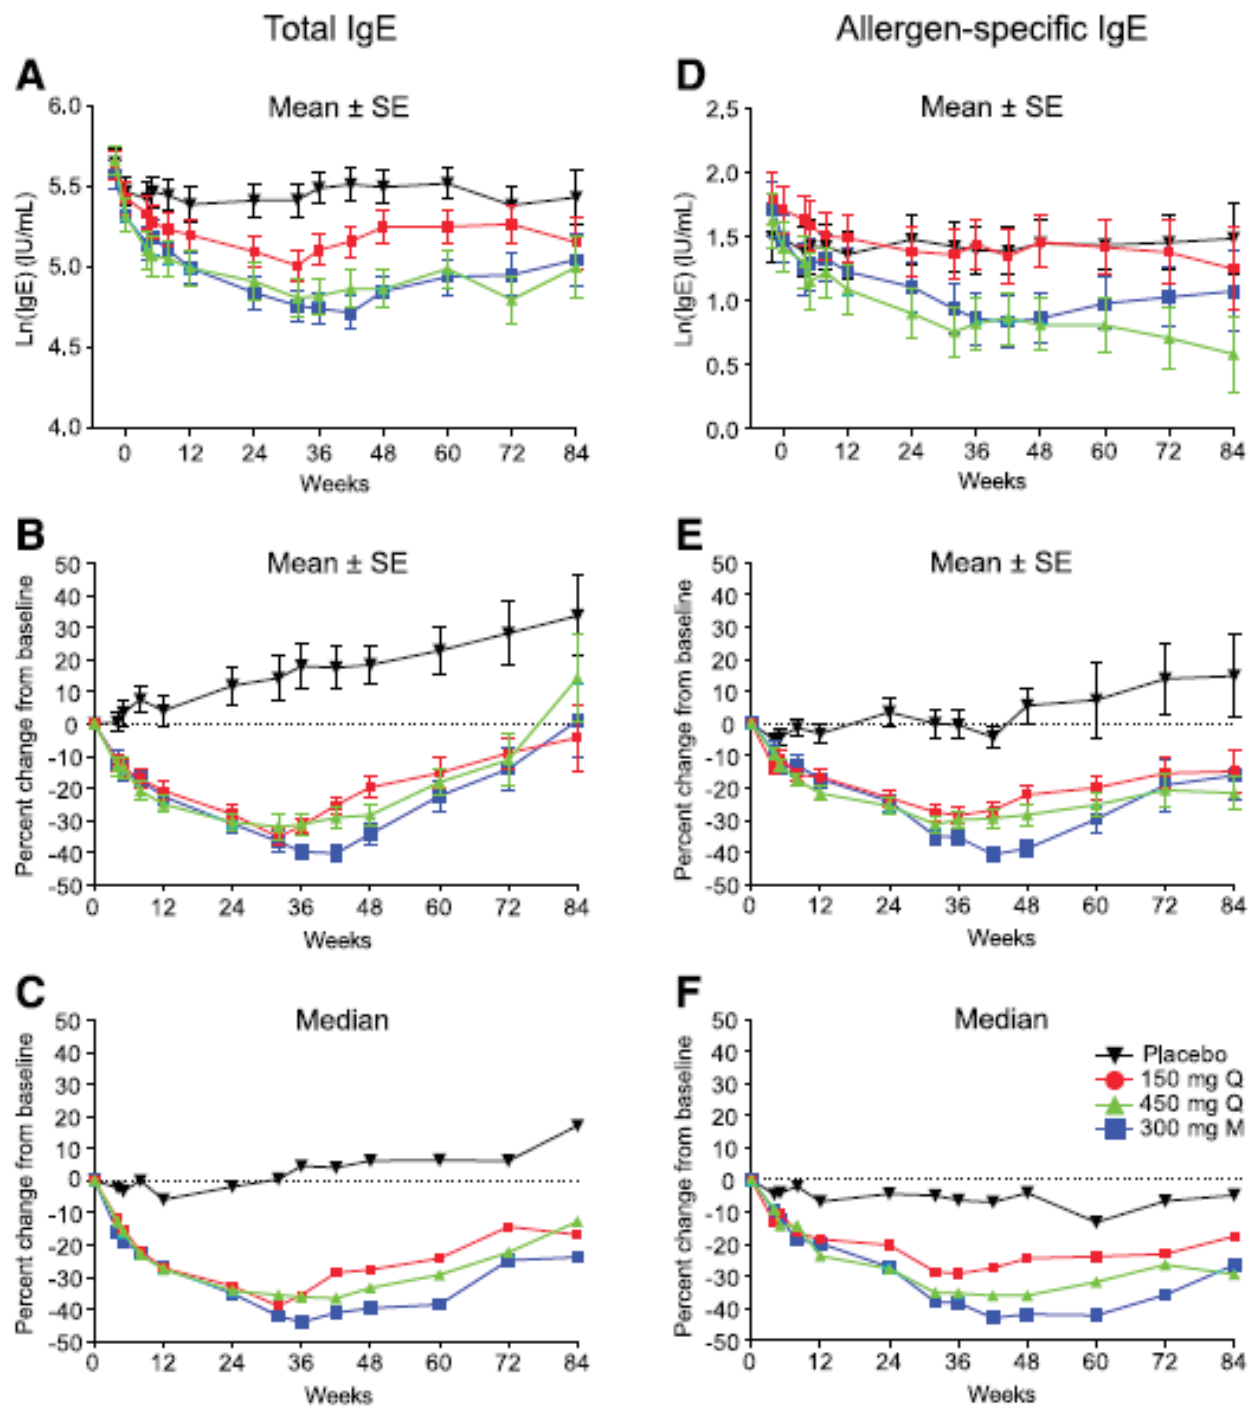 Total IgE
Allergen-specific IgE
A
Mean ± SE
Ln(IgE) (IU/mL)
6.0
5.5
5.0
4.5
4.0
0 12 24 36 48 60 72 84
Weeks
D
Mean ± SE
Ln(IgE) (IU/mL)
2.5
2.0
1.5
1.0
0.5
0.0
0 12 24 36 48 60 72 84
Weeks
B
Mean ± SE
Percent change from baseline
50
40
30
20
10
0
-10
-20
-30
-40
-50
0 12 24 36 48 60 72 84
Weeks
E
Mean ± SE
Percent change from baseline
50
40
30
20
10
0
-10
-20
-30
-40
-50
0 12 24 36 48 60 72 84
Weeks
C
Median
Percent change from baseline
50
40
30
20
10
0
-10
-20
-30
-40
-50
0 12 24 36 48 60 72 84
Weeks
F
Median
Percent change from baseline
50
40
30
20
10
0
-10
-20
-30
-40
-50
0 12 24 36 48 60 72 84
Weeks
Placebo
150 mg Q
450 mg Q
300 mg M